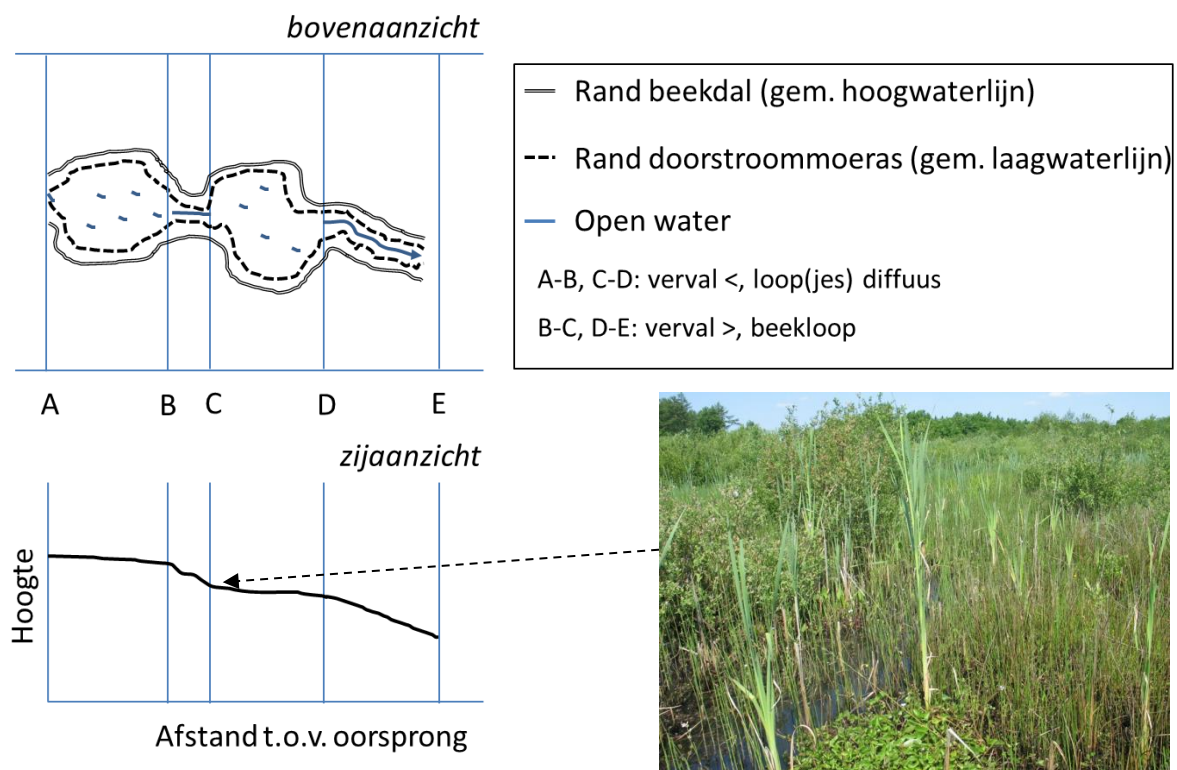 bovenaanzicht
Rand beekdal (gem. hoogwaterlijn)
Rand doorstroommoeras (gem. laagwaterlijn)
Open water
A-B, C-D: verval <, loop(jes) diffuus
B-C, D-E: verval >, beekloop
A B C D E
zijaanzicht
Hoogte
Afstand t.o.v. oorsprong